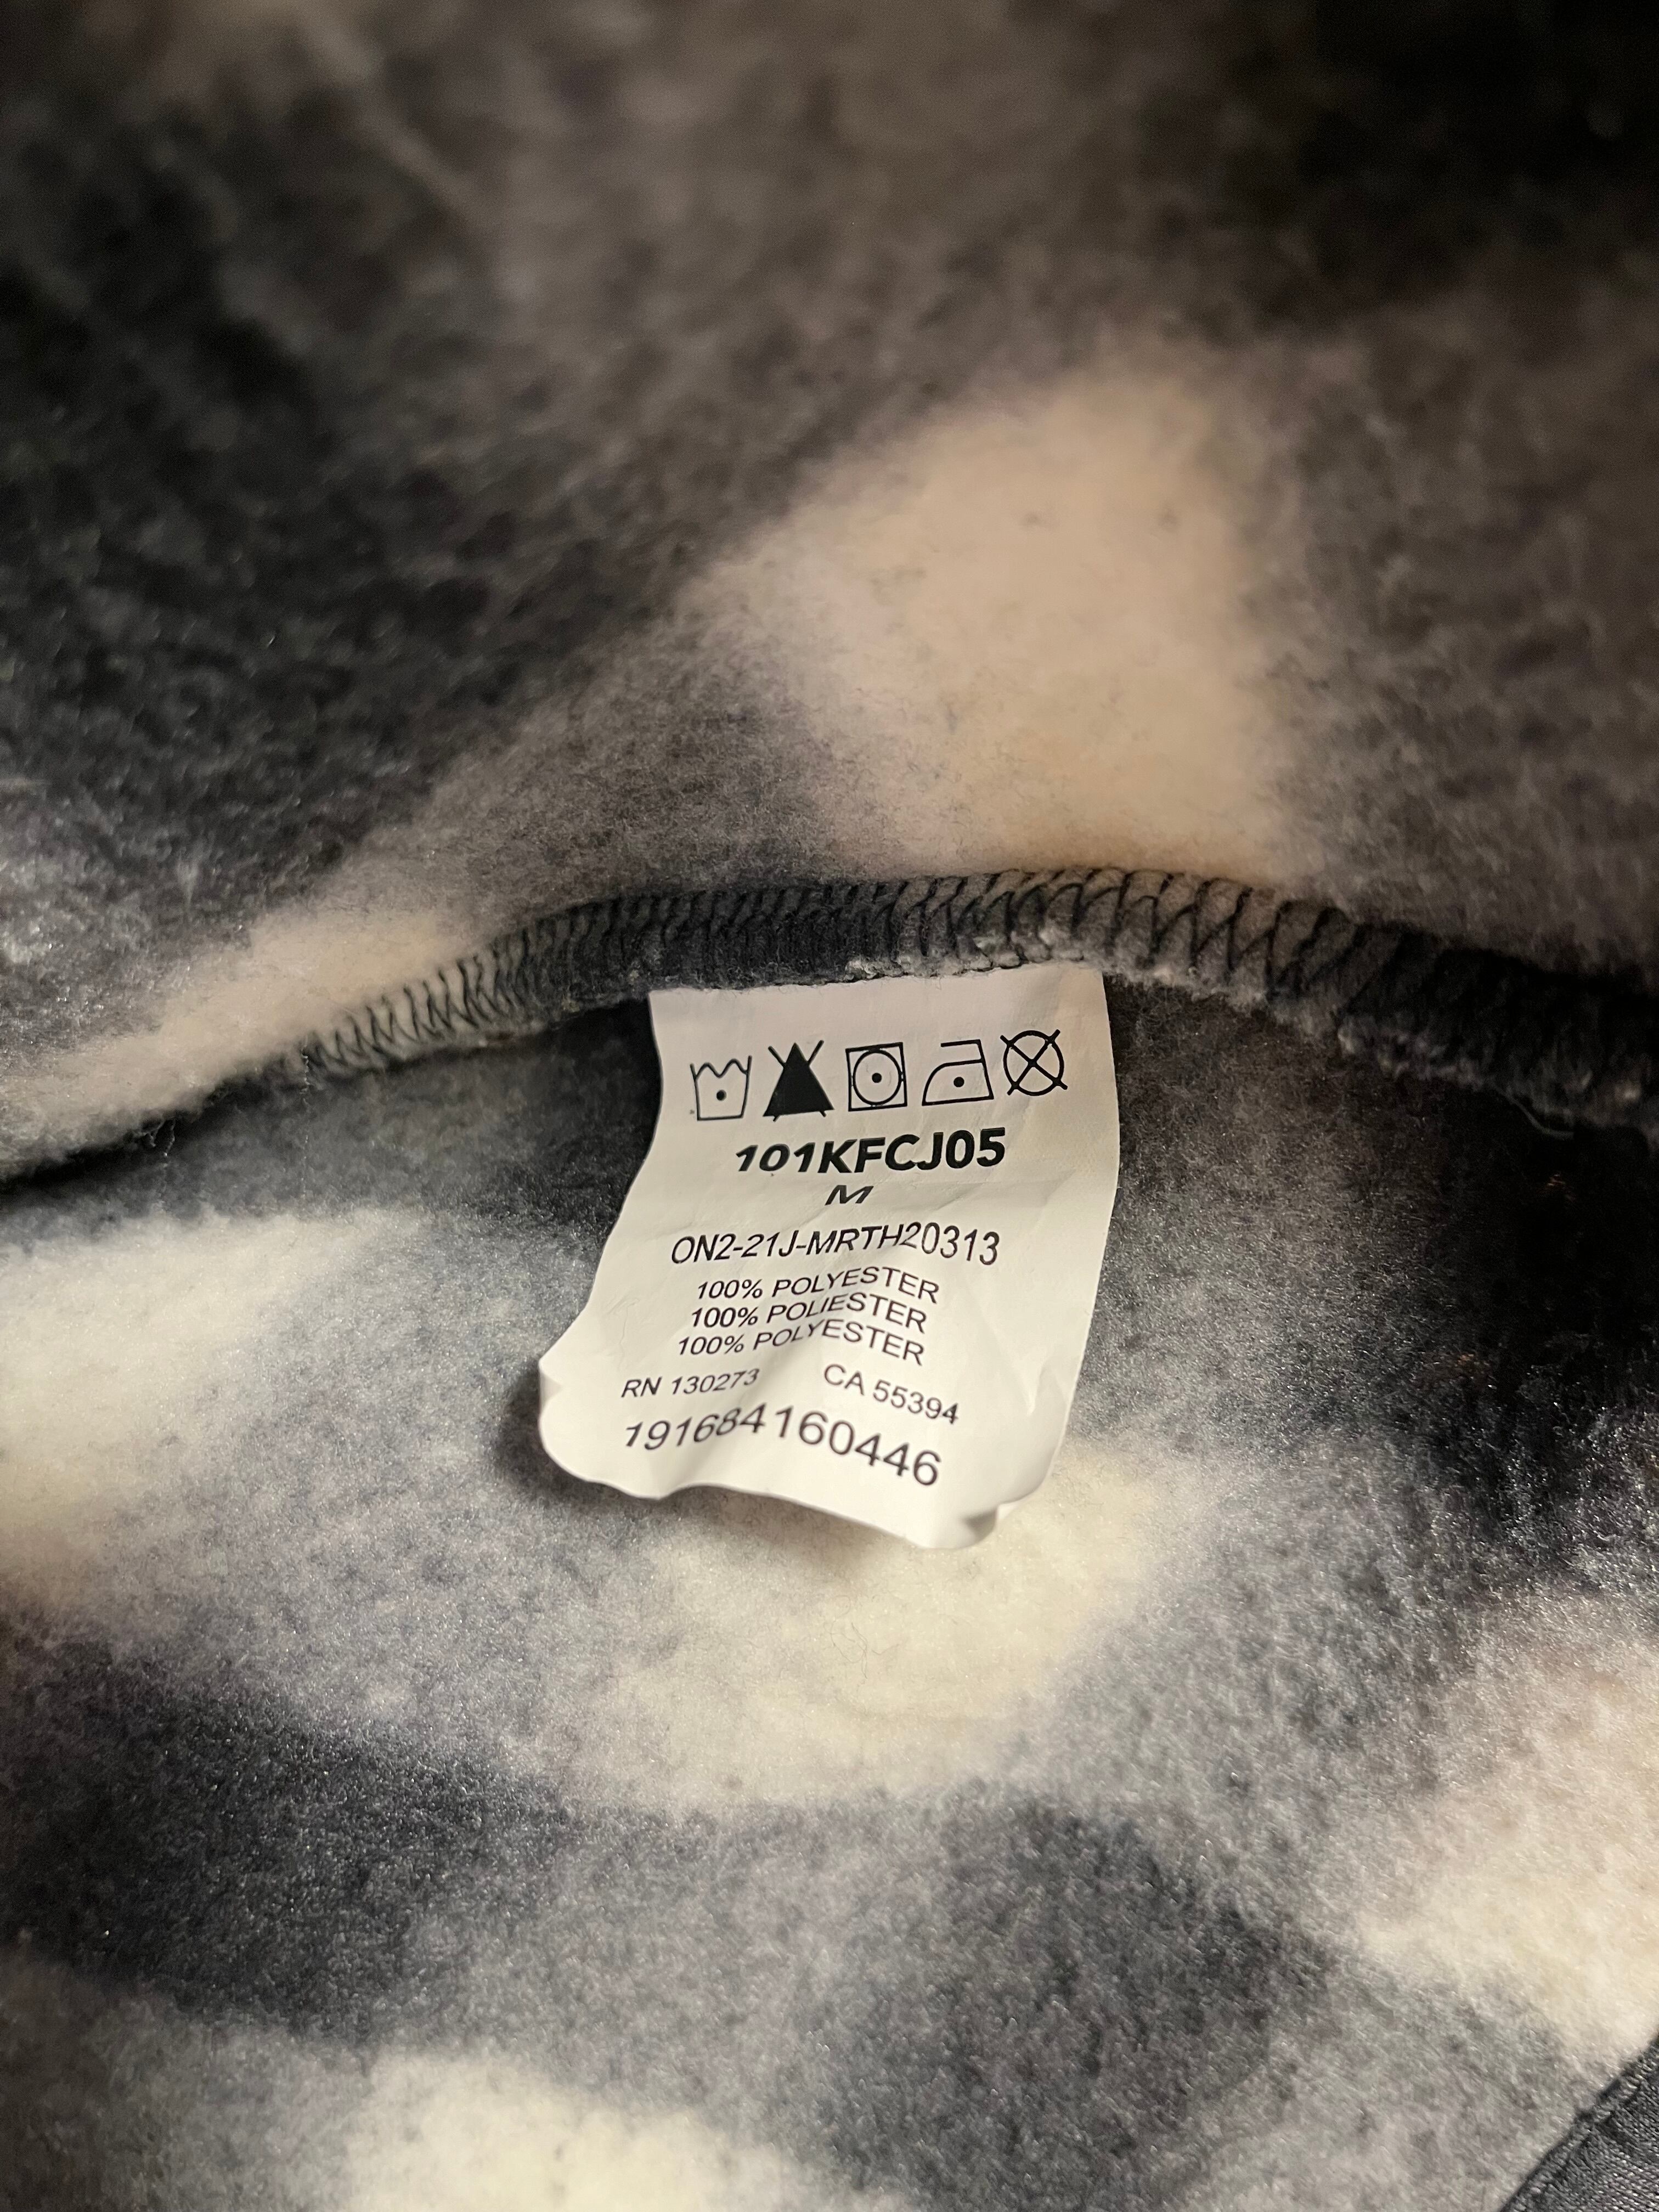 101KFCJ05
M
ON2-21J-MRTH20313
100% POLYESTER
100% POLIESTER
100% POLYESTER
RN 130273 CA 55394
191684160446